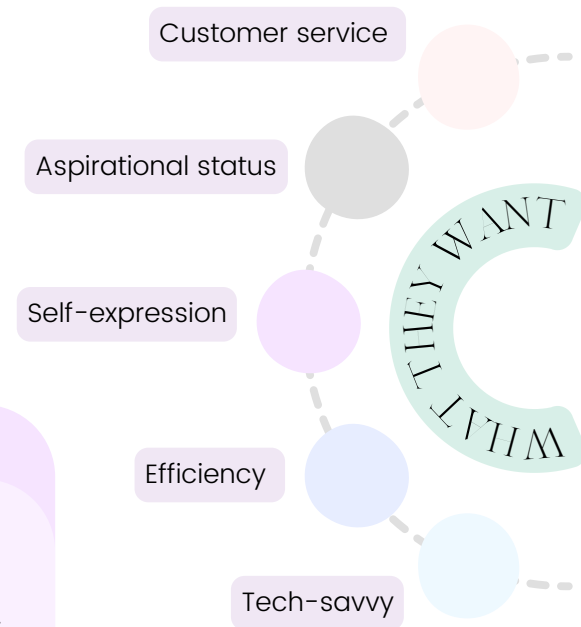 Customer service
Aspirational status
WHAT THEY WANT
Self-expression
Efficiency
Tech-savvy